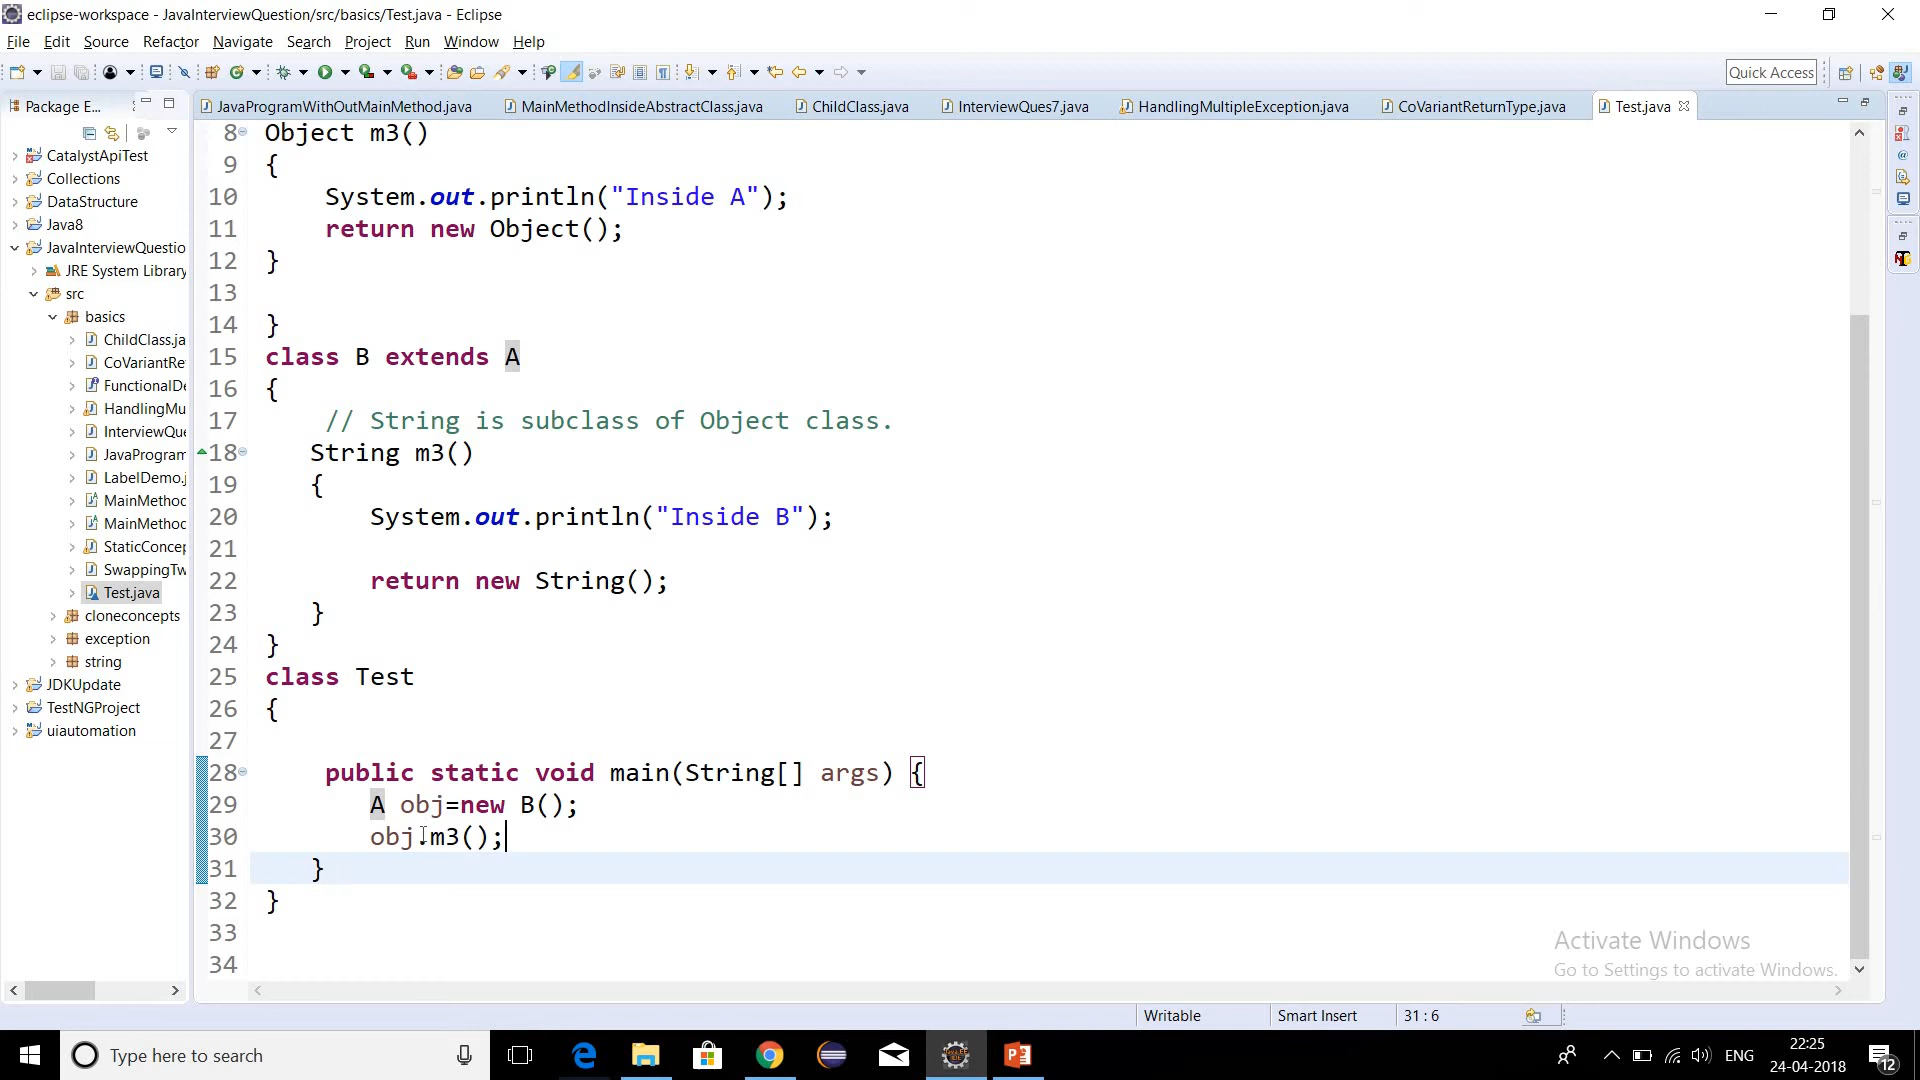 eclipse-workspace - JavaInterviewQuestion/src/basics/Test.java - Eclipse
File Edit Source Refactor Navigate Search Project Run Window Help
Quick Access
Package E...
JavaProgramWithOutMainMethod.java MainMethodInsideAbstractClass.java ChildClass.java InterviewQues7.java HandlingMultipleException.java CoVariantReturnType.java Test.java
CatalystApiTest
Collections
DataStructure
Java8
JavaInterviewQuestio
JRE System Library
src
basics
ChildClass.ja
CoVariantRe
FunctionalDe
HandlingMu
InterviewQue
JavaProgram
LabelDemo.j
MainMethod
MainMethod
StaticConcep
SwappingTw
Test.java
cloneconcepts
exception
string
JDKUpdate
TestNGProject
uiautomation
8 Object m3()
9 {
10 System.out.println("Inside A");
11 return new Object();
12 }
13
14 }
15 class B extends A
16 {
17 // String is subclass of Object class.
18 String m3()
19 {
20 System.out.println("Inside B");
21
22 return new String();
23 }
24 }
25 class Test
26 {
27
28 public static void main(String[] args) {
29 A obj=new B();
30 obj.m3();
31 }
32 }
33
34
Activate Windows
Go to Settings to activate Windows.
Writable Smart Insert 31 : 6
Type here to search
ENG
22:25
24-04-2018
12